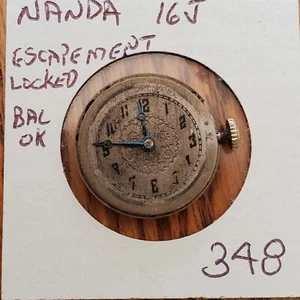 NANDA 16J
ESCAPEMENT
LOCKED
BAL
OK
348